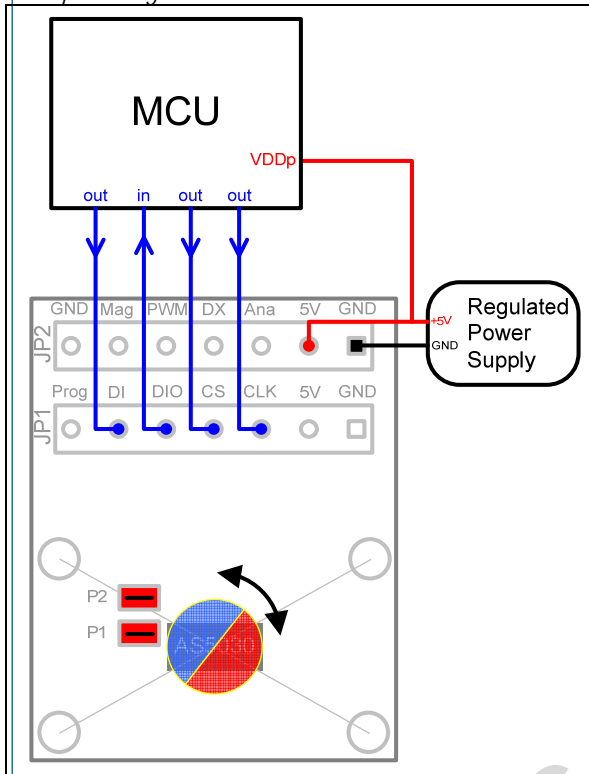 MCU
VDDp
out in out out
GND Mag PWM DX Ana 5V GND
JP2
Regulated
Power
Supply
+5V
GND
Prog DI DIO CS CLK 5V GND
JP1
P2
P1
AS5030